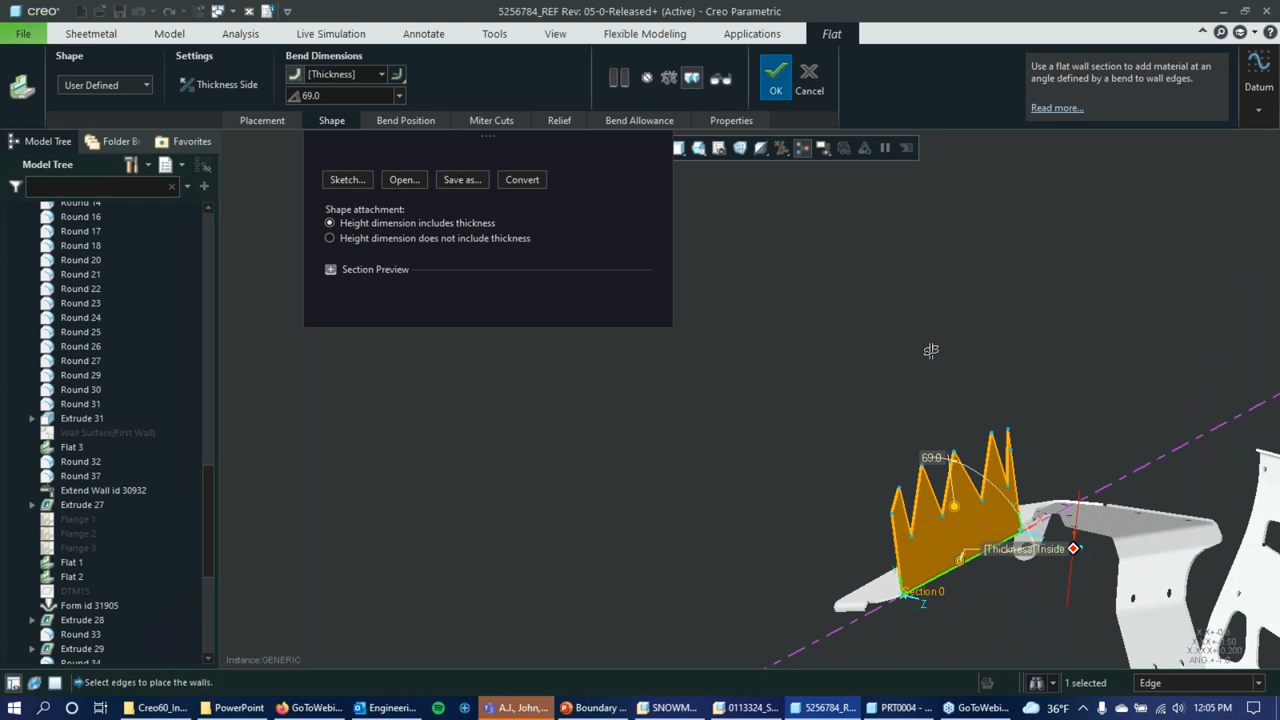 creo
5256784_REF Rev: 05-0-Released+ (Active) - Creo Parametric
File
Sheetmetal
Model
Analysis
Live Simulation
Annotate
Tools
View
Flexible Modeling
Applications
Flat
Shape
Settings
Bend Dimensions
User Defined
Thickness Side
[Thickness]
69.0
OK
Cancel
Use a flat wall section to add material at an
angle defined by a bend to wall edges.
Read more...
Datum
Placement
Shape
Bend Position
Miter Cuts
Relief
Bend Allowance
Properties
Model Tree
Folder Br
Favorites
Model Tree
Sketch...
Open...
Save as...
Convert
Shape attachment:
Height dimension includes thickness
Height dimension does not include thickness
Section Preview
Round 14
Round 16
Round 17
Round 18
Round 20
Round 21
Round 22
Round 23
Round 24
Round 25
Round 26
Round 27
Round 29
Round 30
Round 31
Extrude 31
Wall Surface(First Wall)
Flat 3
Round 32
Round 37
Extend Wall id 30932
Extrude 27
Flange 1
Flange 2
Flange 3
Flat 1
Flat 2
DTM15
Form id 31905
Extrude 28
Round 33
Extrude 29
Round 34
69.0
[Thickness] Inside
Section 0
Z
Instance:GENERIC
Select edges to place the walls.
1 selected
Edge
Creo60_In...
PowerPoint
GoToWebi...
Engineeri...
A.J., John,...
Boundary ...
SNOWM...
0113324_S...
5256784_R...
PRT0004 - ...
GoToWebi...
36°F
12:05 PM